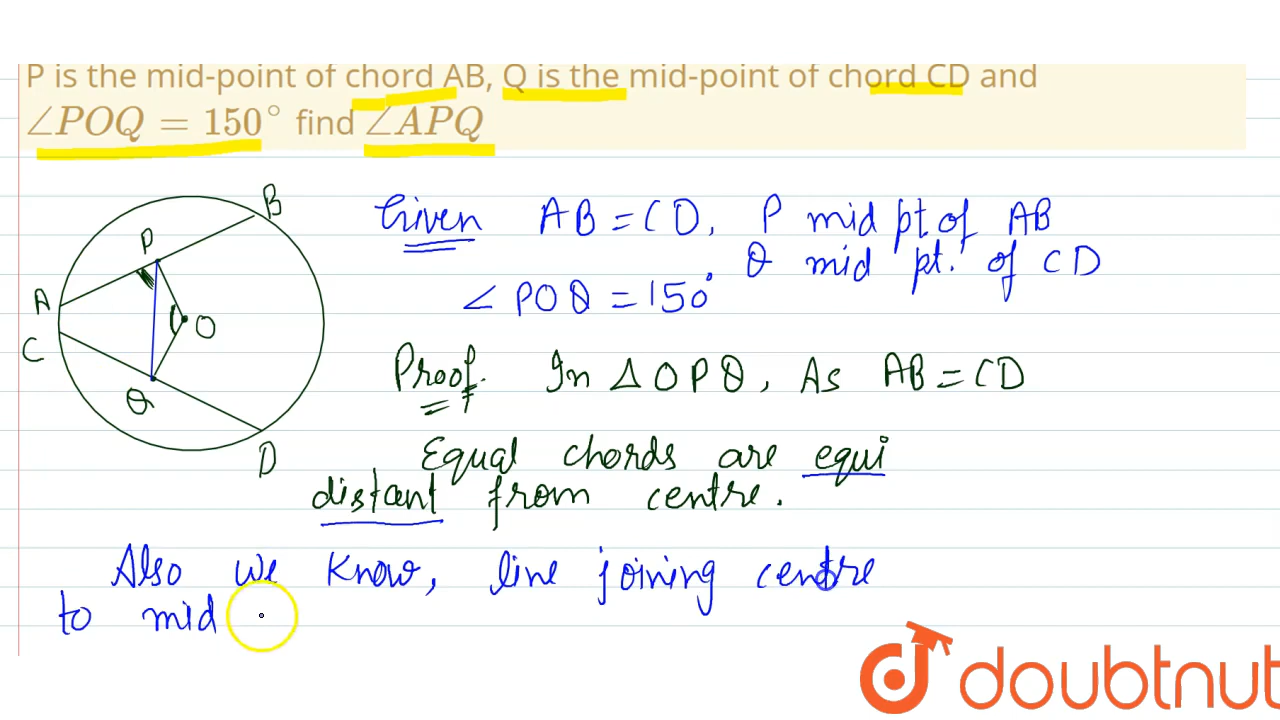 P is the mid-point of chord AB, Q is the mid-point of chord CD and
∠POQ = 150° find ∠APQ
B
P
A
O
C
Q
D
Given AB = CD, P mid pt of AB
Q mid pt. of CD
∠ POQ = 150°
Proof. In Δ OPQ, As AB = CD
Equal chords are equi
distant from centre.
Also we know, line joining centre
to mid
doubtnut